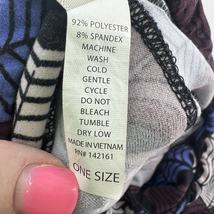 92% POLYESTER
8% SPANDEX
MACHINE
WASH
COLD
GENTLE
CYCLE
DO NOT
BLEACH
TUMBLE
DRY LOW
MADE IN VIETNAM
RN# 142161
ONE SIZE